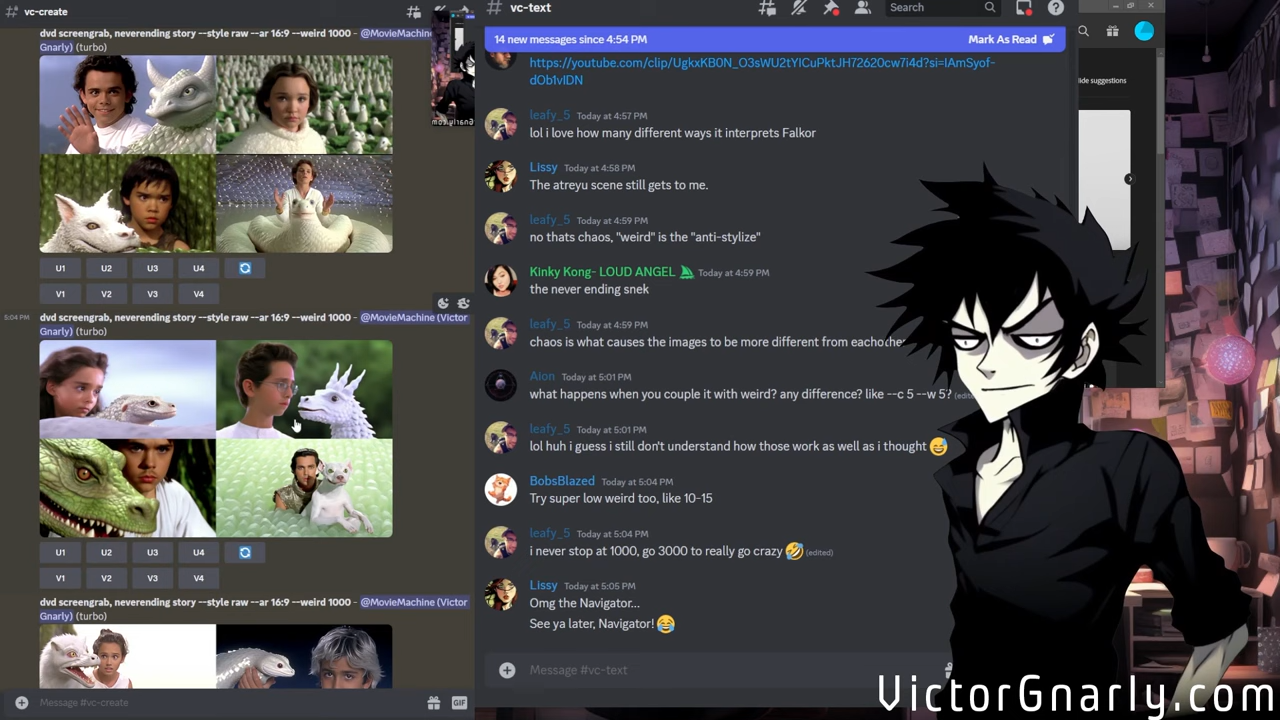 vc-create
dvd screengrab, neverending story --style raw --ar 16:9 --weird 1000 - @MovieMachine
Gnarly) (turbo)
U1 U2 U3 U4
V1 V2 V3 V4
5:04 PM
dvd screengrab, neverending story --style raw --ar 16:9 --weird 1000 - @MovieMachine (Victor
Gnarly) (turbo)
U1 U2 U3 U4
V1 V2 V3 V4
dvd screengrab, neverending story --style raw --ar 16:9 --weird 1000 - @MovieMachine (Victor
Gnarly) (turbo)
Message #vc-create
GIF
vc-text
Search
14 new messages since 4:54 PM
Mark As Read
https://youtube.com/clip/UgkxKB0N_O3sWU2tYICuPktJH72620cw7i4d?si=IAmSyof-
dOb1vIDN
leafy_5 Today at 4:57 PM
lol i love how many different ways it interprets Falkor
Lissy Today at 4:58 PM
The atreyu scene still gets to me.
leafy_5 Today at 4:59 PM
no thats chaos, "weird" is the "anti-stylize"
KInky Kong- LOUD ANGEL Today at 4:59 PM
the never ending snek
leafy_5 Today at 4:59 PM
chaos is what causes the images to be more different from eachother
Aion Today at 5:01 PM
what happens when you couple it with weird? any difference? like --c 5 --w 5? (edited
leafy_5 Today at 5:01 PM
lol huh i guess i still don't understand how those work as well as i thought 😅
BobsBlazed Today at 5:04 PM
Try super low weird too, like 10-15
leafy_5 Today at 5:04 PM
i never stop at 1000, go 3000 to really go crazy 🤣 (edited)
Lissy Today at 5:05 PM
Omg the Navigator...
See ya later, Navigator! 😂
Message #vc-text
ide suggestions
VictorGnarly.com